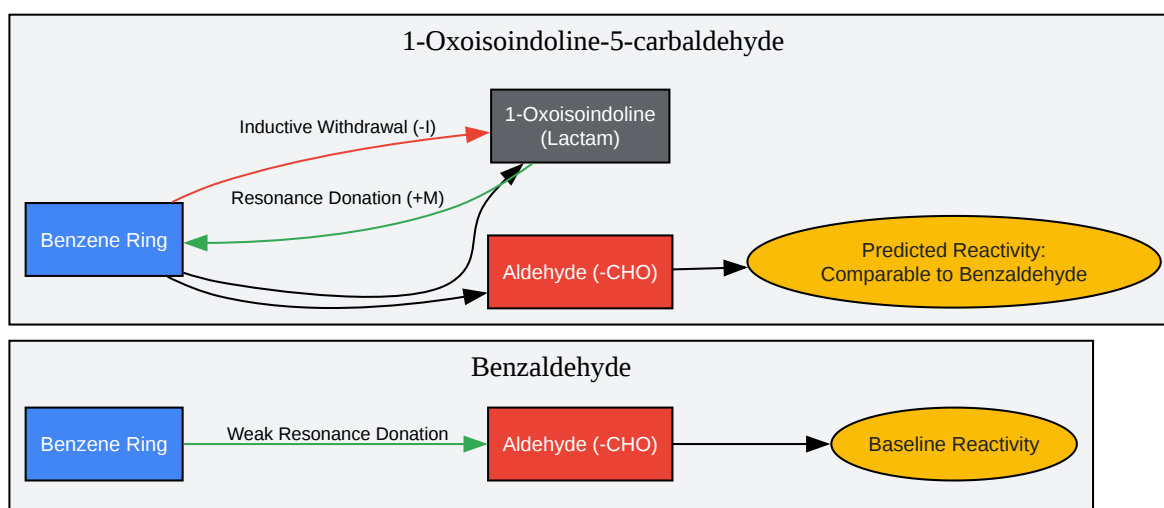 1-Oxoisoindoline-5-carbaldehyde
1-Oxoisoindoline
(Lactam)
Inductive Withdrawal (-I)
Resonance Donation (+M)
Benzene Ring
Aldehyde (-CHO)
Predicted Reactivity:
Comparable to Benzaldehyde
Benzaldehyde
Benzene Ring
Weak Resonance Donation
Aldehyde (-CHO)
Baseline Reactivity